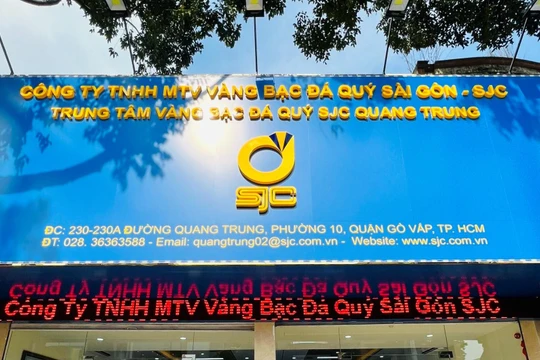 CÔNG TY TNHH MTV VÀNG BẠC ĐÁ QUÝ SÀI GÒN - SJC
TRUNG TÂM VÀNG BẠC ĐÁ QUÝ SJC QUANG TRUNG
SJC
ĐC: 230-230A ĐƯỜNG QUANG TRUNG, PHƯỜNG 10, QUẬN GÒ VẤP, TP. HCM
ĐT: 028. 36363588 - Email: quangtrung02@sjc.com.vn - Website: www.sjc.com.vn
Công Ty TNHH MTV Vàng Bạc Đá Quý Sài Gòn SJC